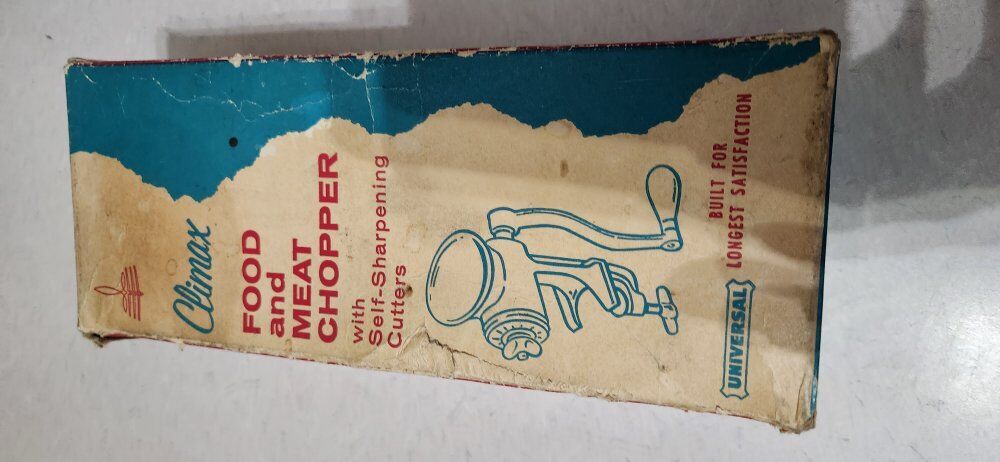 Climax
FOOD
and
MEAT
CHOPPER
with
Self-Sharpening
Cutters
BUILT FOR
LONGEST SATISFACTION
UNIVERSAL